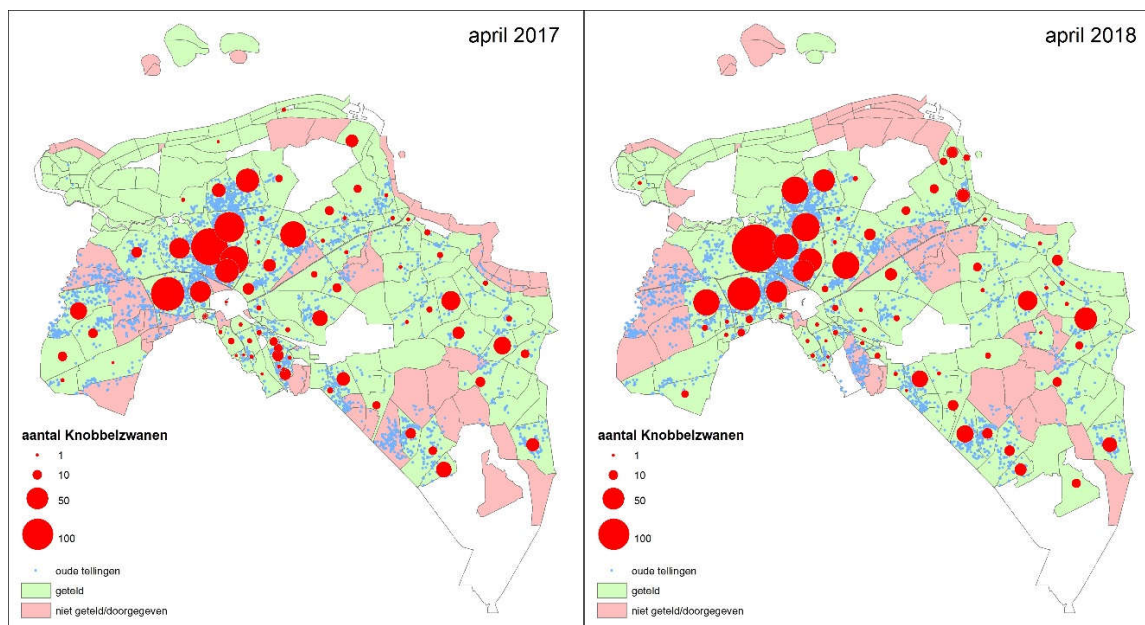 april 2017
aantal Knobbelzwanen
1
10
50
100
oude tellingen
geteld
niet geteld/doorgegeven
april 2018
aantal Knobbelzwanen
1
10
50
100
oude tellingen
geteld
niet geteld/doorgegeven